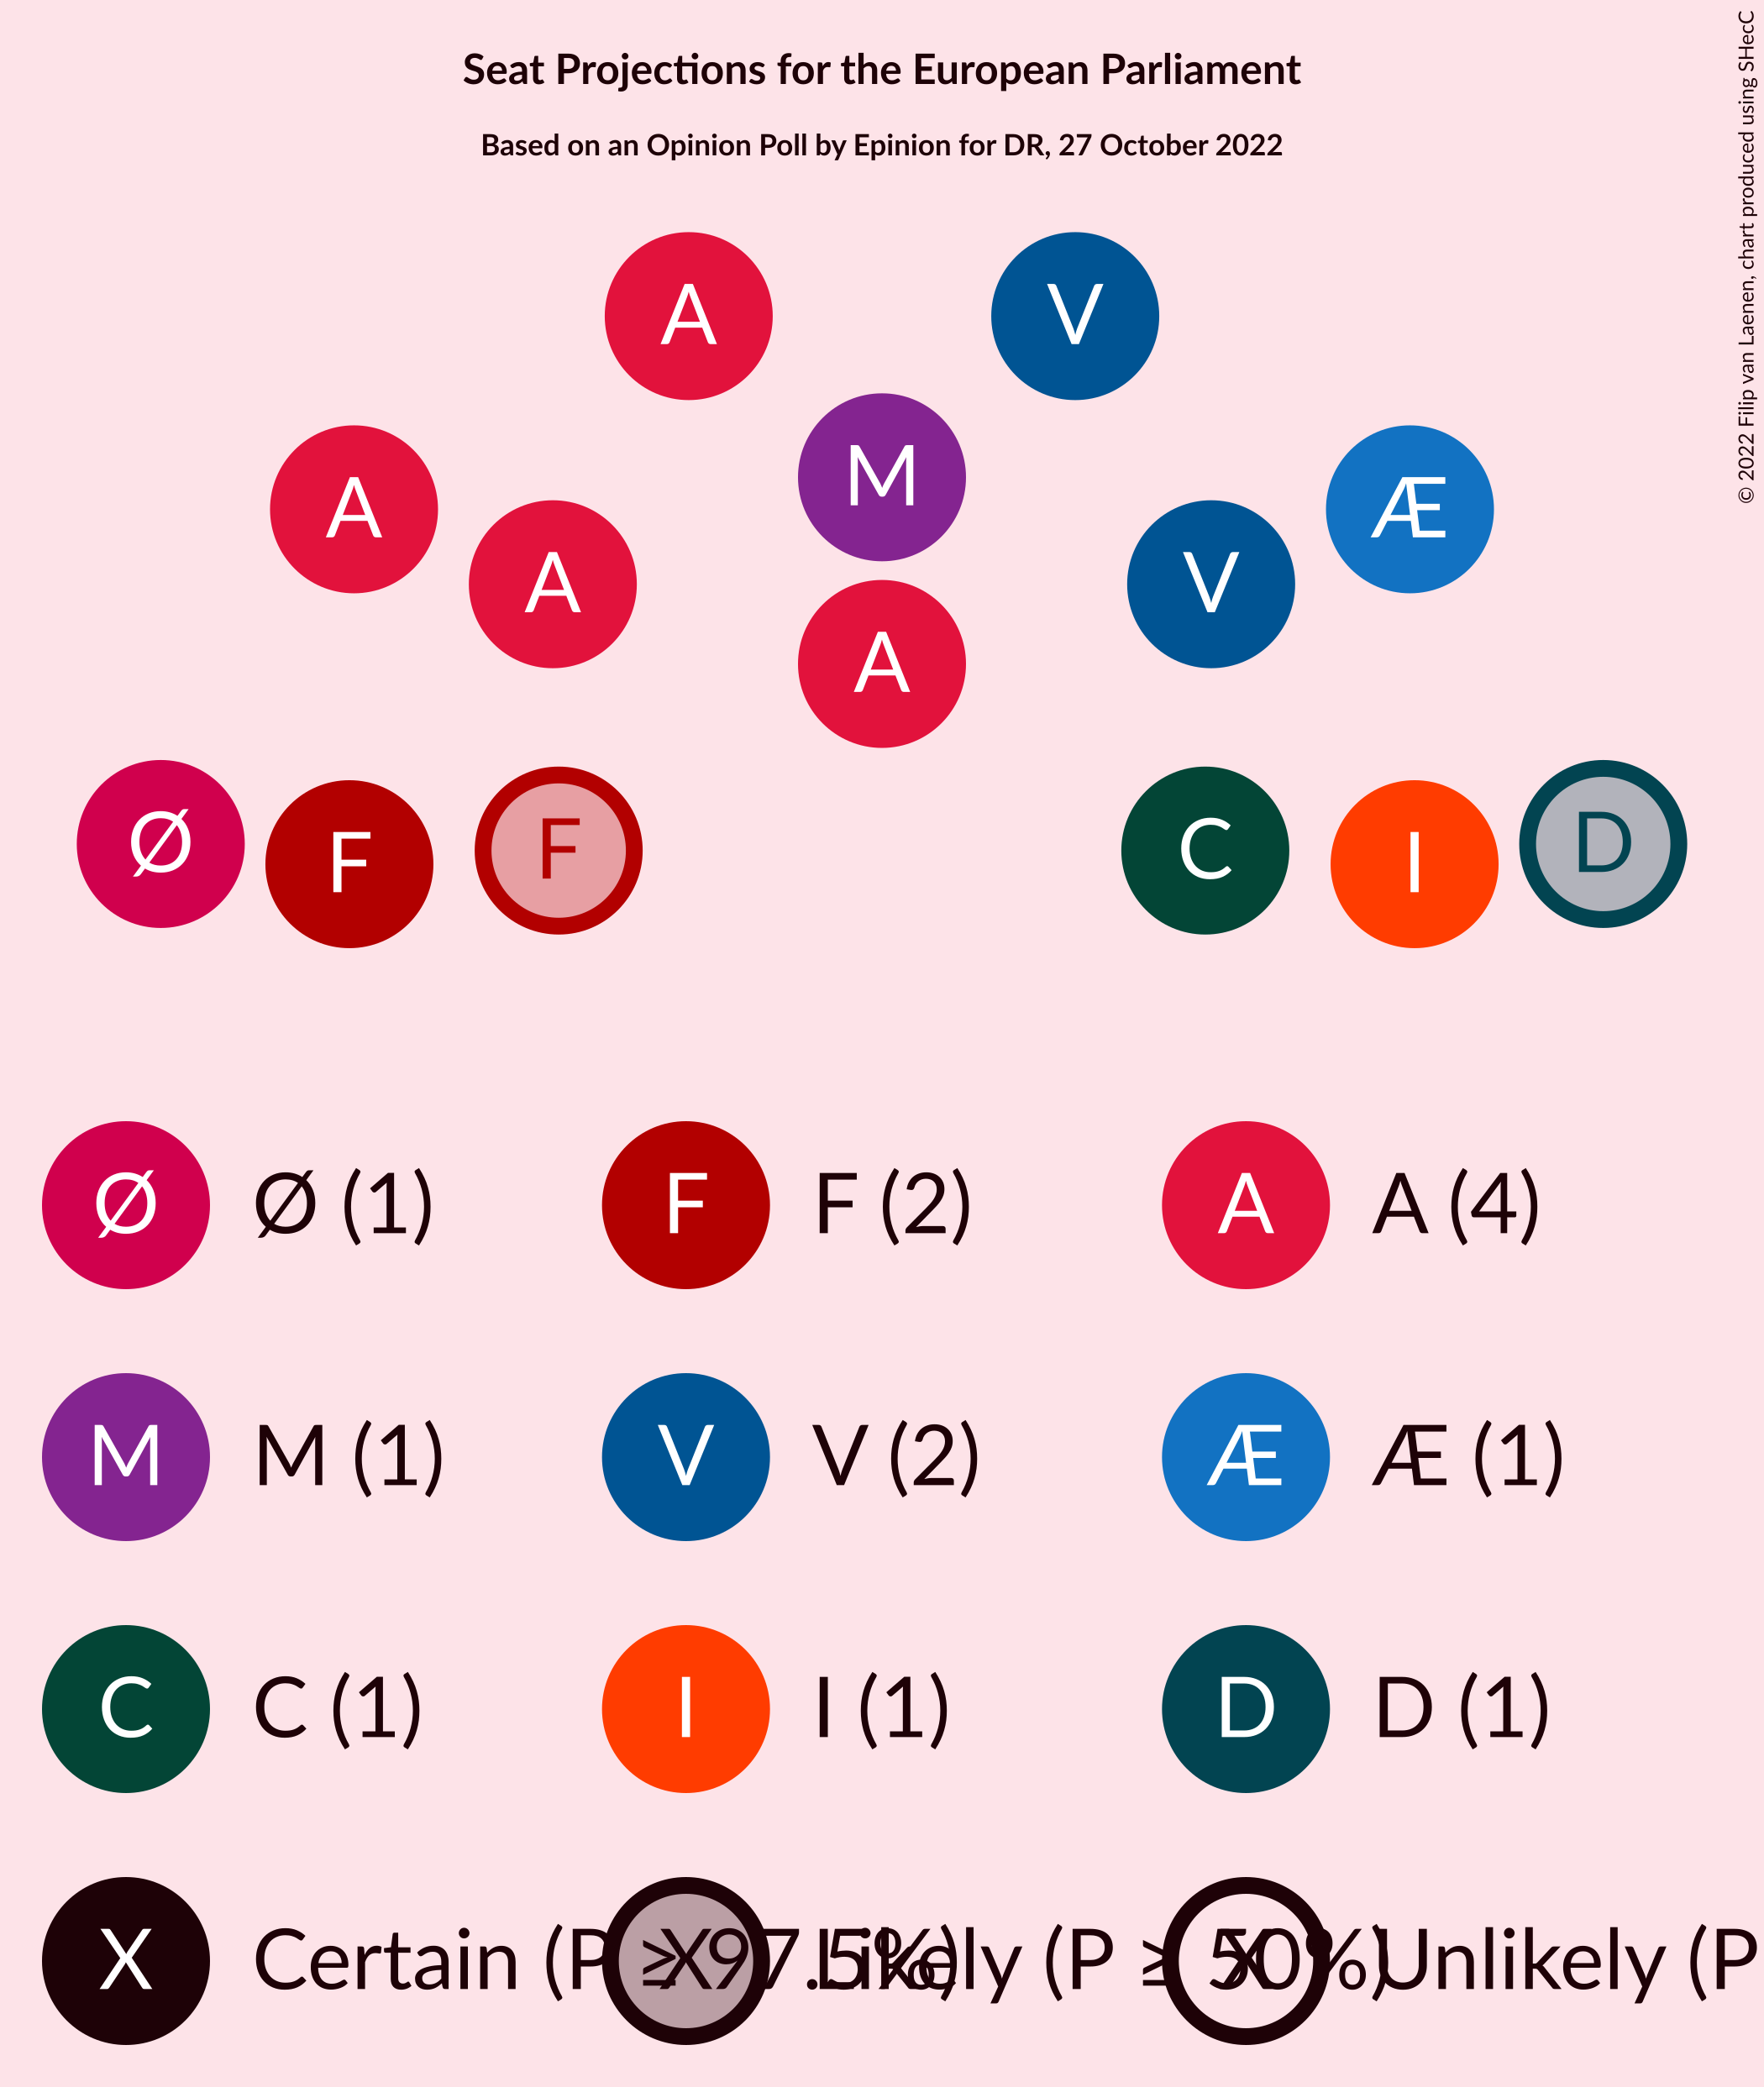 Seat Projections for the European Parliament
Based on an Opinion Poll by Epinion for DR, 27 October 2022
© 2022 Filip van Laenen, chart produced using SHecC
A V
M
A Æ
A V
A
Ø F F C I D
Ø Ø (1) F F (2) A A (4)
M M (1) V V (2) Æ Æ (1)
C C (1) I I (1) D D (1)
X Certain (P ≥ 97.5%) X Likely (P ≥ 50%) X Unlikely (P